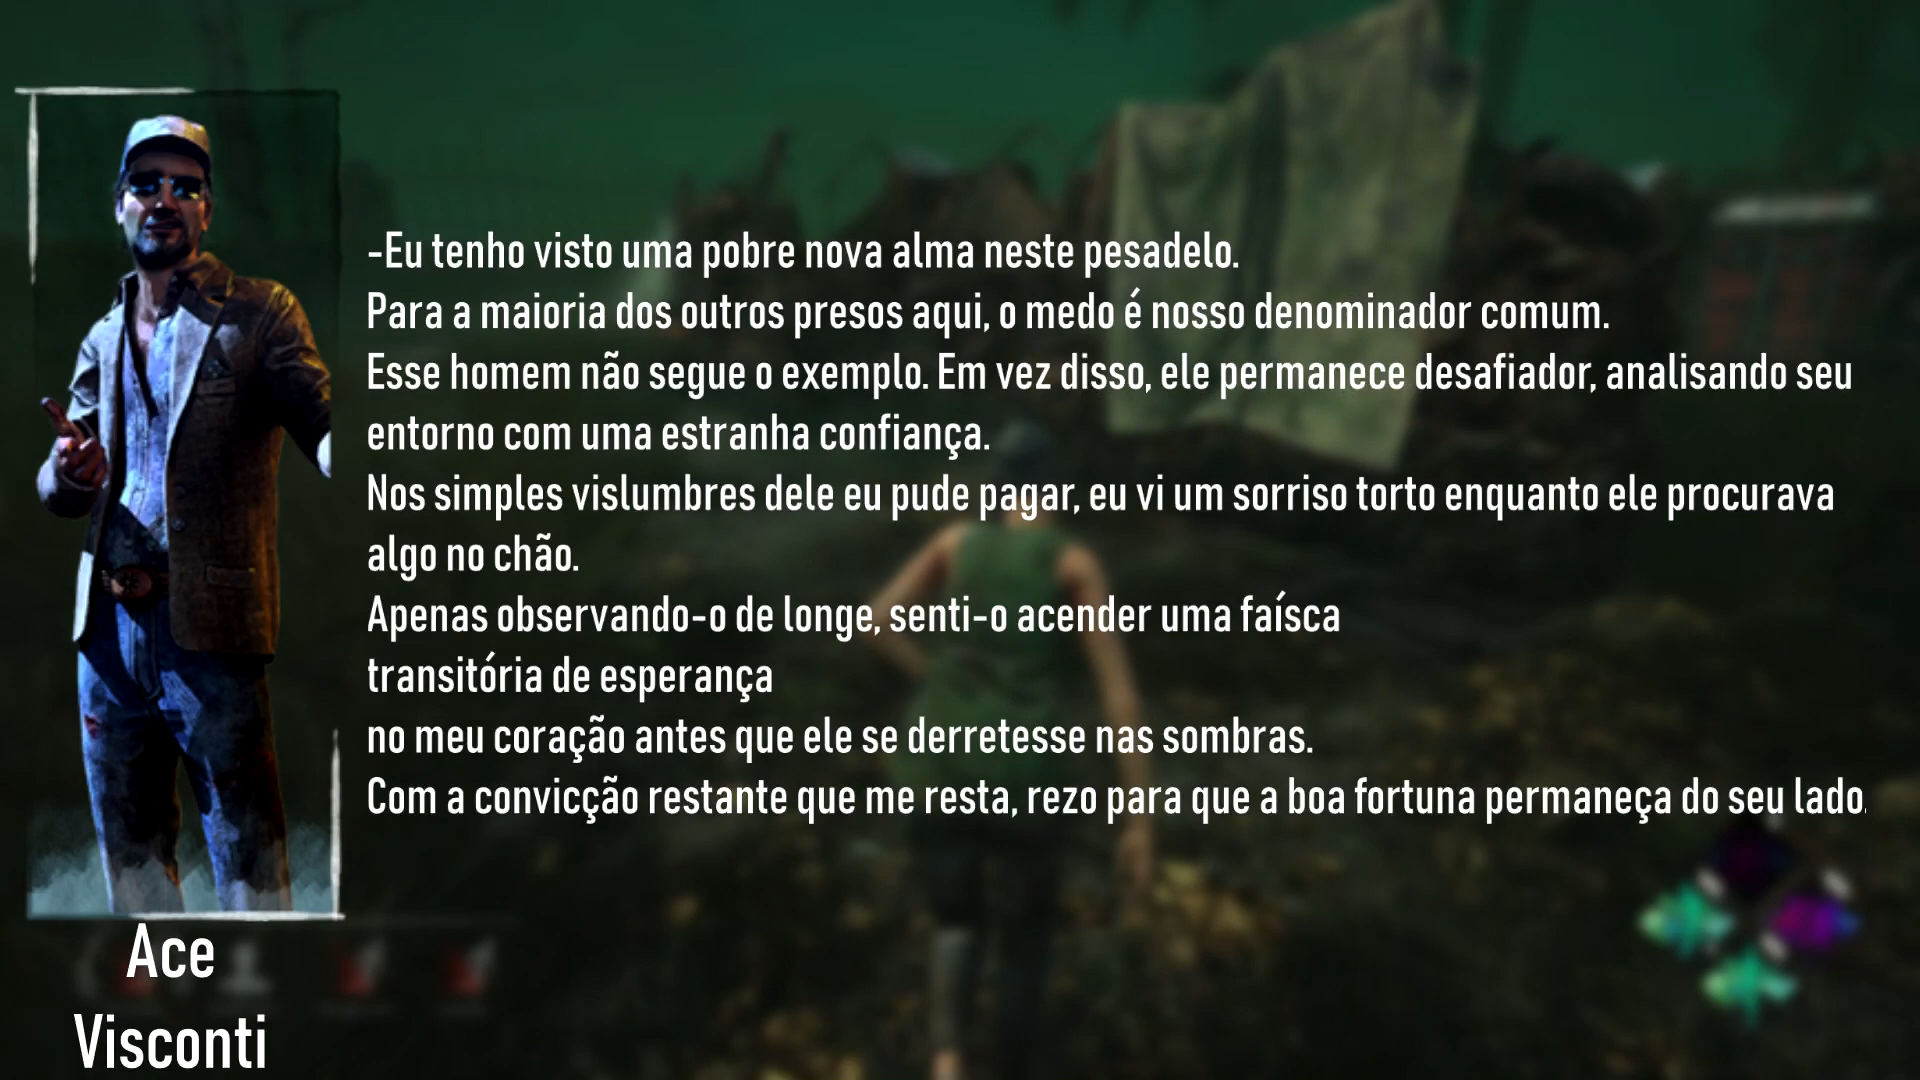 -Eu tenho visto uma pobre nova alma neste pesadelo.
Para a maioria dos outros presos aqui, o medo é nosso denominador comum.
Esse homem não segue o exemplo. Em vez disso, ele permanece desafiador, analisando seu
entorno com uma estranha confiança.
Nos simples vislumbres dele eu pude pagar, eu vi um sorriso torto enquanto ele procurava
algo no chão.
Apenas observando-o de longe, senti-o acender uma faísca
transitória de esperança
no meu coração antes que ele se derretesse nas sombras.
Com a convicção restante que me resta, rezo para que a boa fortuna permaneça do seu lado.
Ace
Visconti